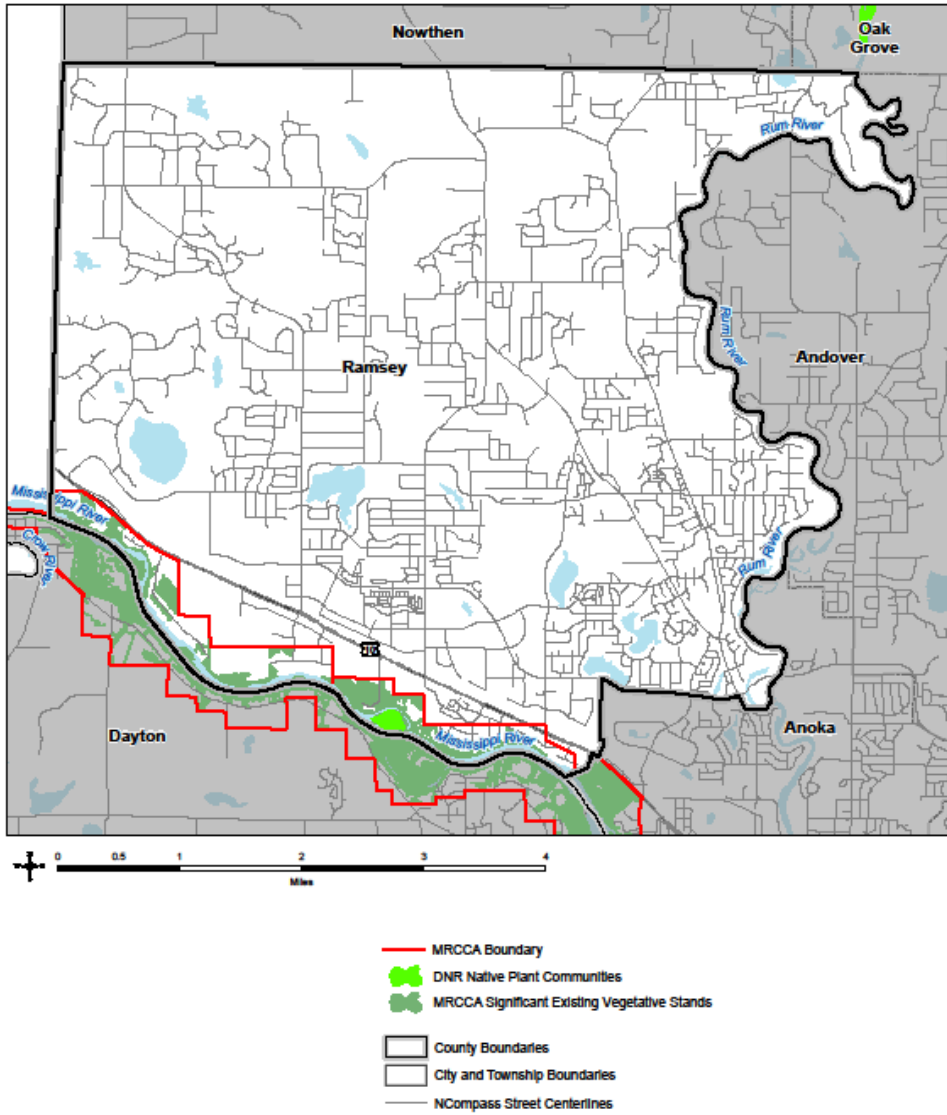 Nowthen
Oak
Grove
Rum River
Rum River
Andover
Ramsey
Mississippi River
Crow River
Rum River
Dayton
Mississippi River
Anoka
0 0.5 1 2 3 4
Miles
MRCCA Boundary
DNR Native Plant Communities
MRCCA Significant Existing Vegetative Stands
County Boundaries
City and Township Boundaries
NCompass Street Centerlines